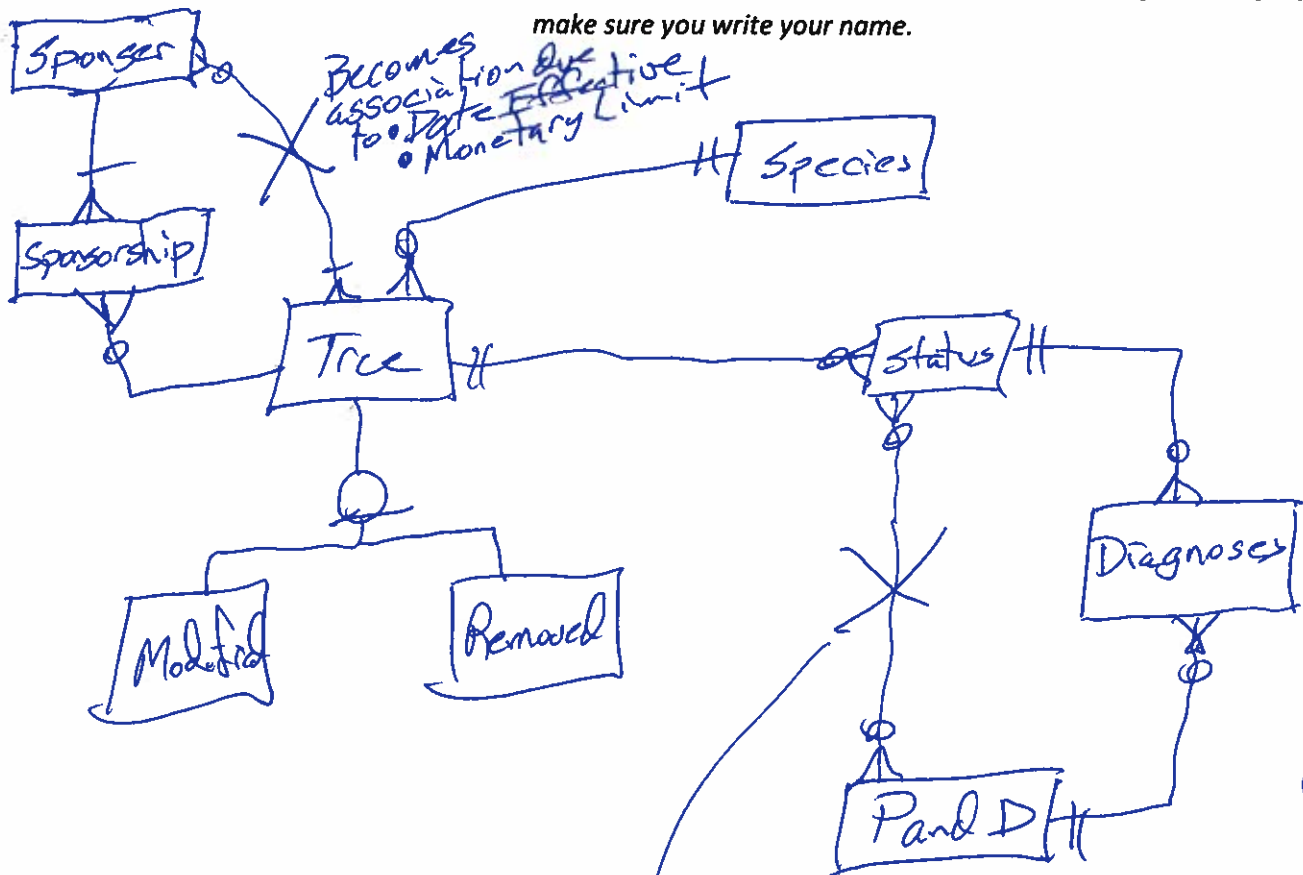 make sure you write your name.
Sponser
Becomes
association Due
to • Date Effective
• Monetary Limit
Species
Sponsorship
Tree
Status
Diagnoses
Modified
Removed
P and D